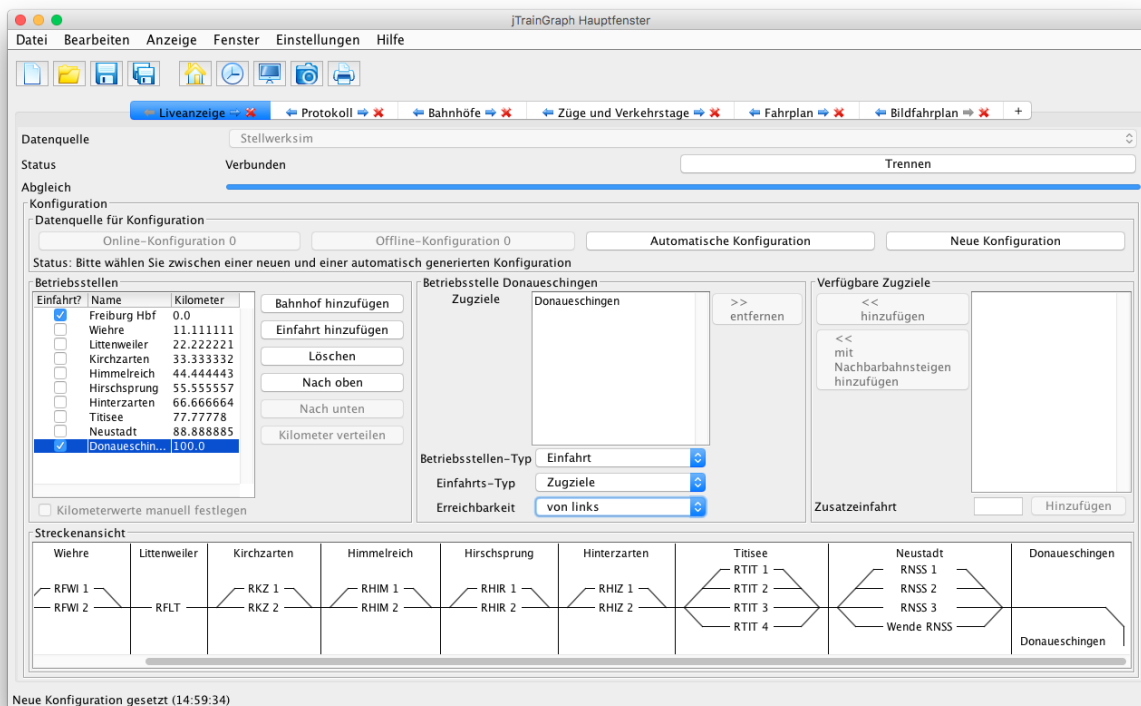 jTrainGraph Hauptfenster
Datei Bearbeiten Anzeige Fenster Einstellungen Hilfe
Liveanzeige Protokoll Bahnhöfe Züge und Verkehrstage Fahrplan Bildfahrplan +
Datenquelle Stellwerksim
Status Verbunden Trennen
Abgleich
Konfiguration
Datenquelle für Konfiguration
Online-Konfiguration 0 Offline-Konfiguration 0 Automatische Konfiguration Neue Konfiguration
Status: Bitte wählen Sie zwischen einer neuen und einer automatisch generierten Konfiguration
Betriebsstellen
Einfahrt? Name Kilometer
Freiburg Hbf 0.0
Wiehre 11.111111
Littenweiler 22.222221
Kirchzarten 33.333332
Himmelreich 44.444443
Hirschsprung 55.555557
Hinterzarten 66.666664
Titisee 77.77778
Neustadt 88.888885
Donaueschin... 100.0
Kilometerwerte manuell festlegen
Bahnhof hinzufügen
Einfahrt hinzufügen
Löschen
Nach oben
Nach unten
Kilometer verteilen
Betriebsstelle Donaueschingen
Zugziele Donaueschingen
>>
entfernen
Betriebsstellen-Typ Einfahrt
Einfahrts-Typ Zugziele
Erreichbarkeit von links
Verfügbare Zugziele
<<
hinzufügen
<<
mit
Nachbarbahnsteigen
hinzufügen
Zusatzeinfahrt Hinzufügen
Streckenansicht
Wiehre Littenweiler Kirchzarten Himmelreich Hirschsprung Hinterzarten Titisee Neustadt Donaueschingen
RTIT 1 RNSS 1
RFWI 1 RKZ 1 RHIM 1 RHIR 1 RHIZ 1 RTIT 2 RNSS 2
RFWI 2 RFLT RKZ 2 RHIM 2 RHIR 2 RHIZ 2 RTIT 3 RNSS 3
RTIT 4 Wende RNSS
Donaueschingen
Neue Konfiguration gesetzt (14:59:34)